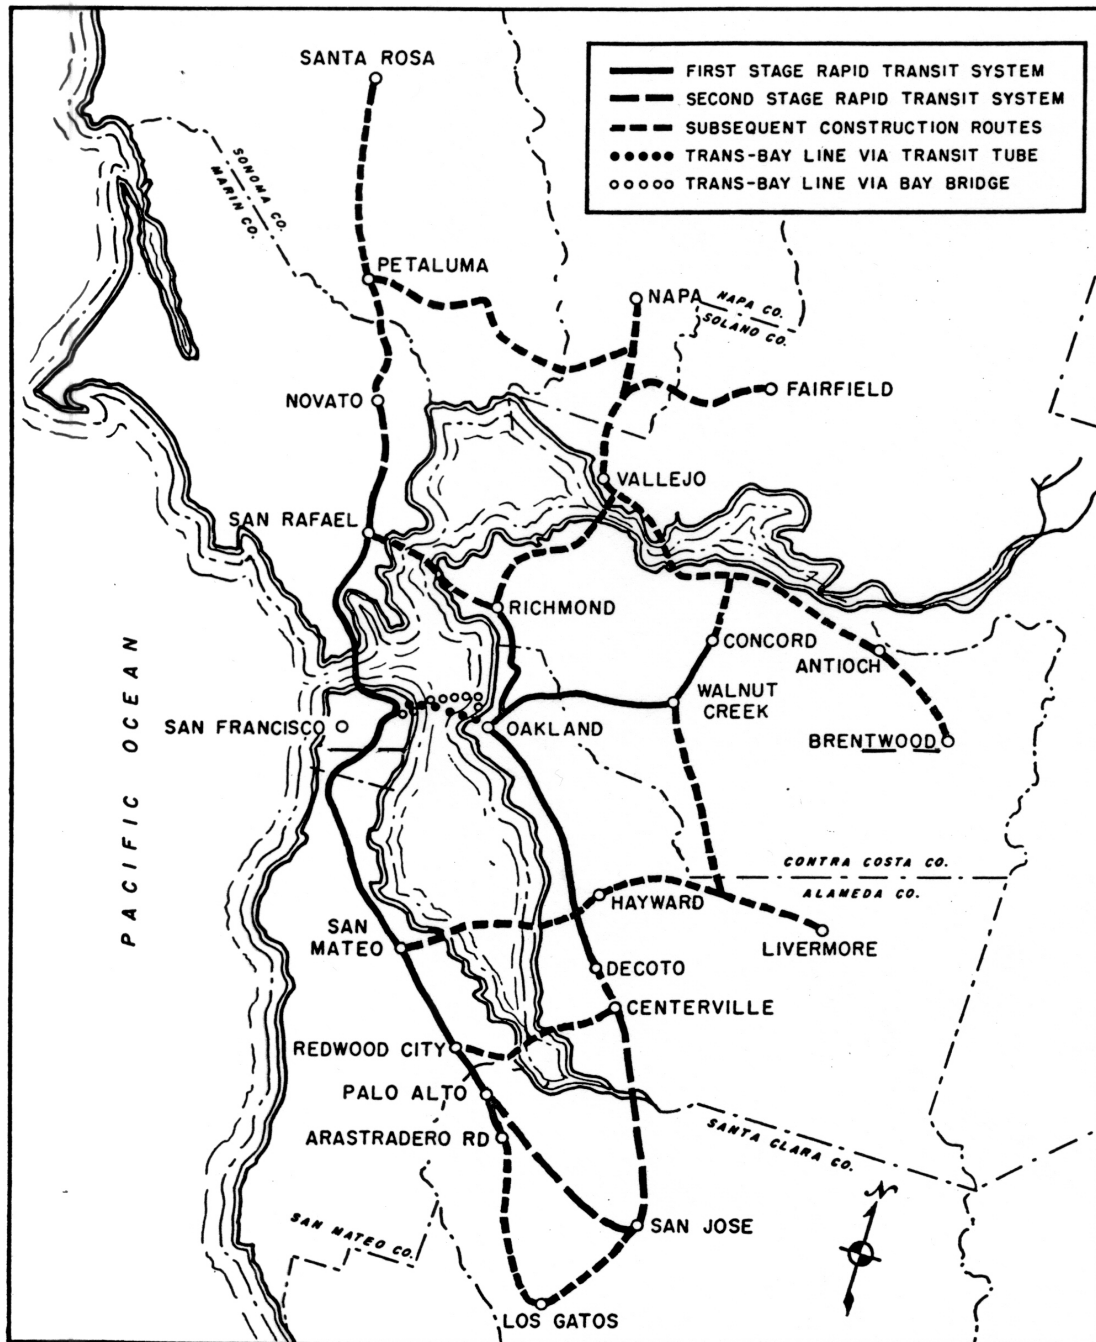 SANTA ROSA
FIRST STAGE RAPID TRANSIT SYSTEM
SECOND STAGE RAPID TRANSIT SYSTEM
SUBSEQUENT CONSTRUCTION ROUTES
TRANS-BAY LINE VIA TRANSIT TUBE
TRANS-BAY LINE VIA BAY BRIDGE
SONOMA CO.
MARIN CO.
PETALUMA
NAPA
NAPA CO.
SOLANO CO.
NOVATO
FAIRFIELD
VALLEJO
SAN RAFAEL
RICHMOND
CONCORD
ANTIOCH
WALNUT
CREEK
PACIFIC OCEAN
SAN FRANCISCO
OAKLAND
BRENTWOOD
CONTRA COSTA CO.
ALAMEDA CO.
HAYWARD
SAN
MATEO
LIVERMORE
DECOTO
CENTERVILLE
REDWOOD CITY
PALO ALTO
ARASTRADERO RD
SANTA CLARA CO.
N
SAN MATEO CO.
SAN JOSE
LOS GATOS